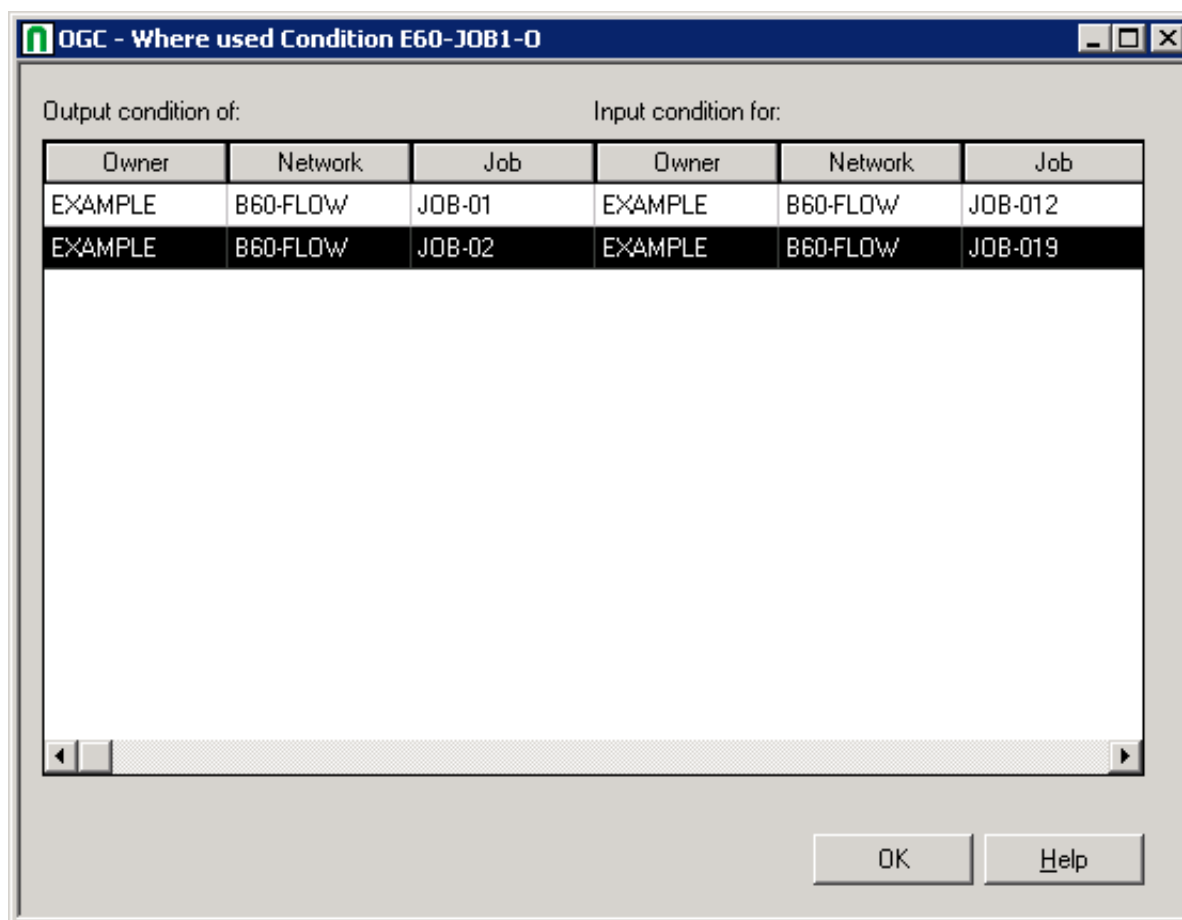 OGC - Where used Condition E60-JOB1-O
Output condition of: Input condition for:
Owner Network Job Owner Network Job
EXAMPLE B60-FLOW JOB-01 EXAMPLE B60-FLOW JOB-012
EXAMPLE B60-FLOW JOB-02 EXAMPLE B60-FLOW JOB-019
OK Help